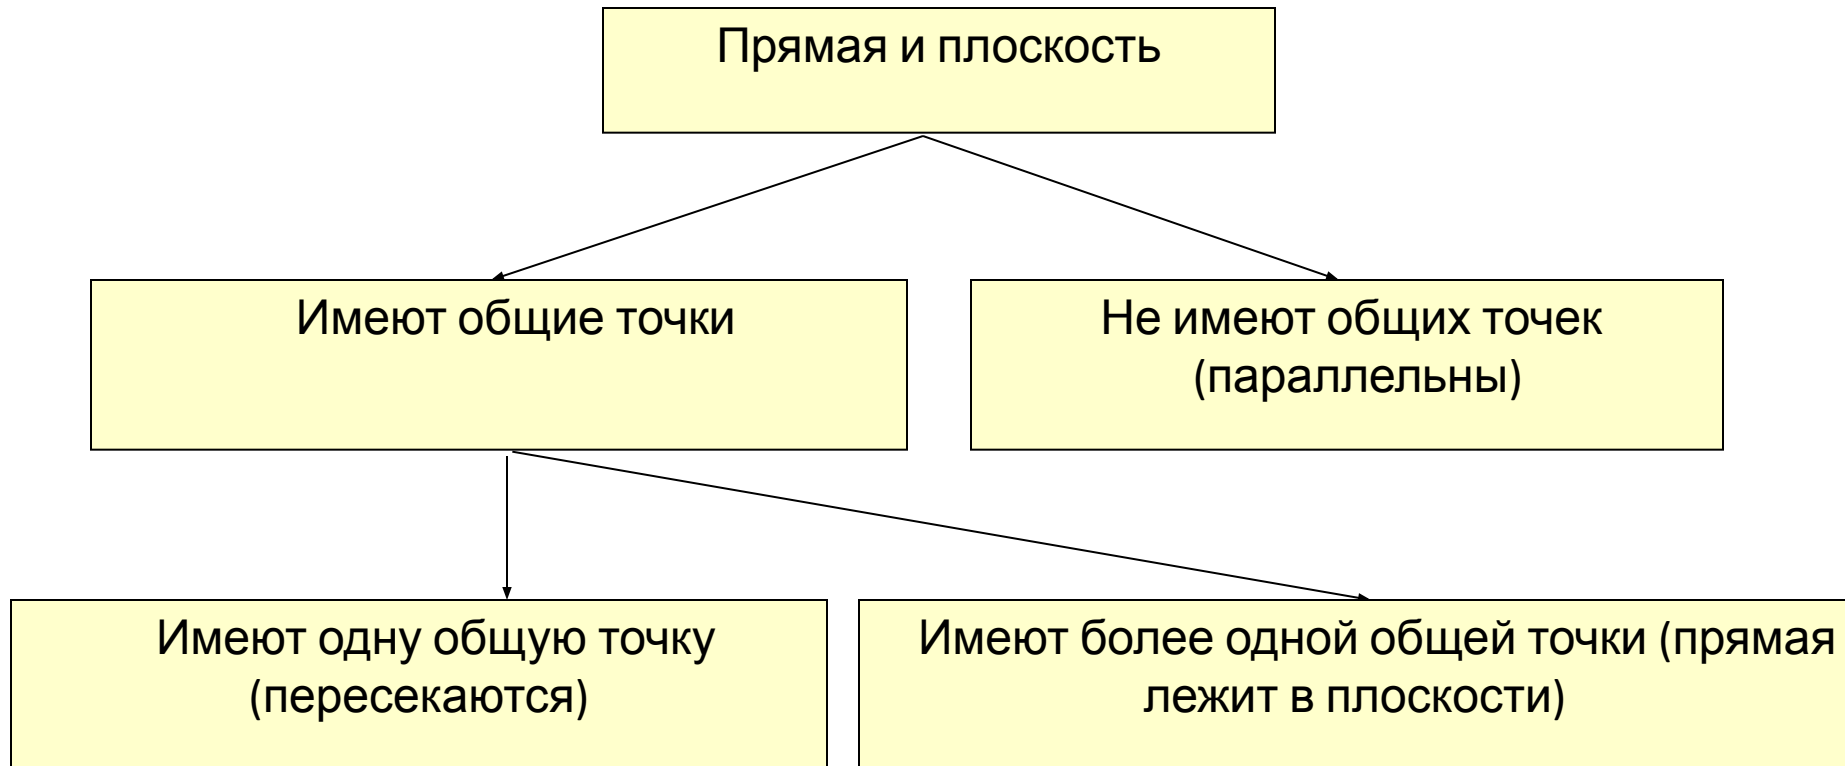 Прямая и плоскость
Имеют общие точки
Не имеют общих точек
(параллельны)
Имеют одну общую точку
(пересекаются)
Имеют более одной общей точки (прямая
лежит в плоскости)